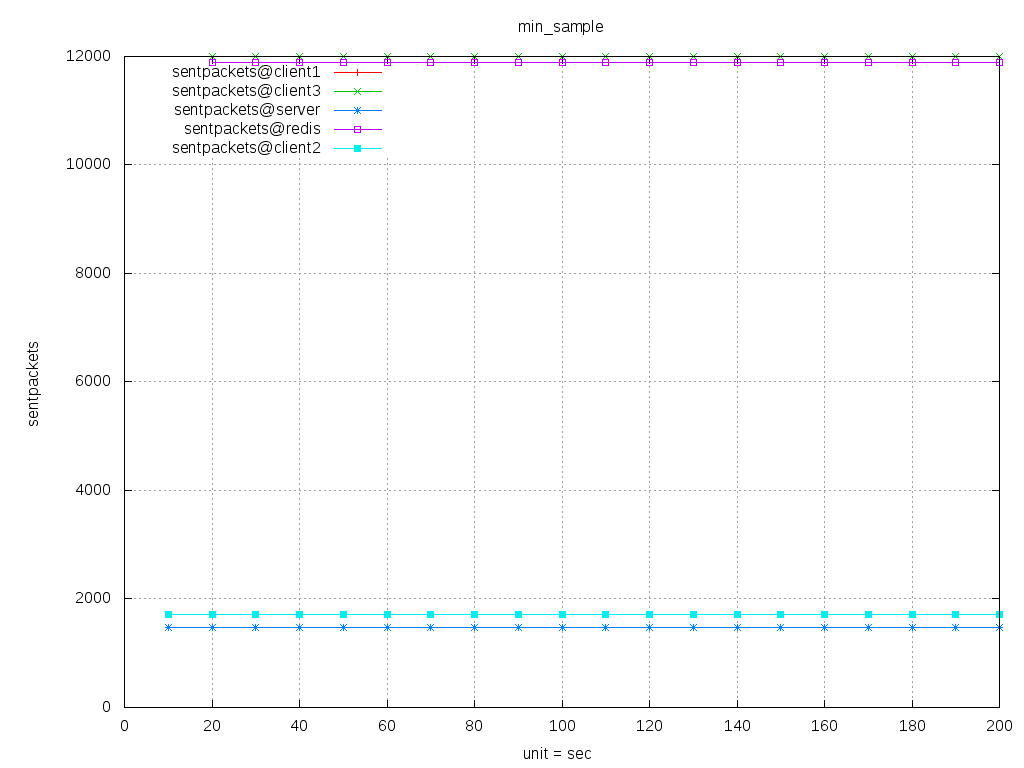 min_sample
12000
sentpackets@client1
sentpackets@client3
sentpackets@server
sentpackets@redis
sentpackets@client2
10000
8000
6000
4000
2000
0
sentpackets
0 20 40 60 80 100 120 140 160 180 200
unit = sec